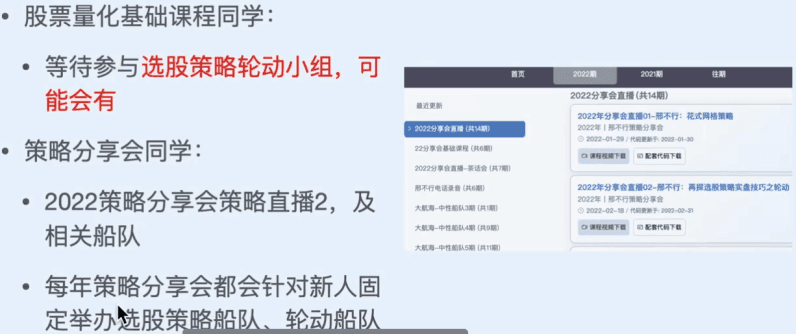 • 股票量化基础课程同学：
• 等待参与选股策略轮动小组，可
能会有
• 策略分享会同学：
• 2022策略分享会策略直播2，及
相关船队
• 每年策略分享会都会针对新人固
定举办选股策略船队、轮动船队
首页 2022期 2021期 往期
最近更新
2022分享会直播 (共14期)
22分享会基础课程 (共6期)
2022分享会直播-茶话会 (共7期)
邢不行电话录音 (共6期)
大航海-中性船队3期 (共1期)
大航海-中性船队4期 (共9期)
大航海-中性船队5期 (共11期)
2022分享会直播 (共14期)
2022年分享会直播01-邢不行：花式网格策略
2022年 | 邢不行策略分享会
2022-01-29 / 代码更新于: 2022-01-30
课程视频下载 配套代码下载
2022年分享会直播02-邢不行：再探选股策略实盘技巧之轮动
2022年 | 邢不行策略分享会
2022-02-18 / 代码更新于: 2022-02-21
课程视频下载 配套代码下载